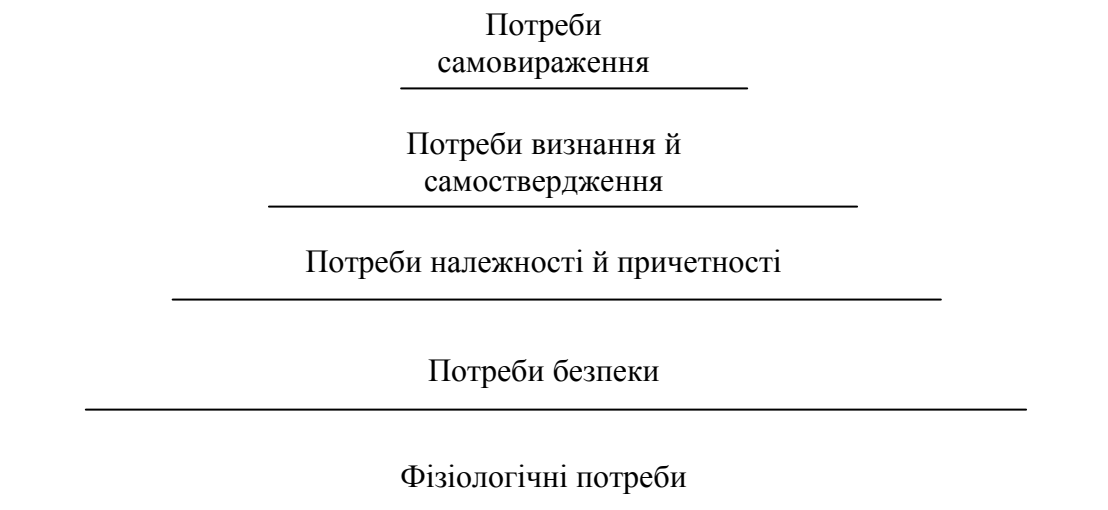 Потреби
самовираження
Потреби визнання й
самоствердження
Потреби належності й причетності
Потреби безпеки
Фізіологічні потреби